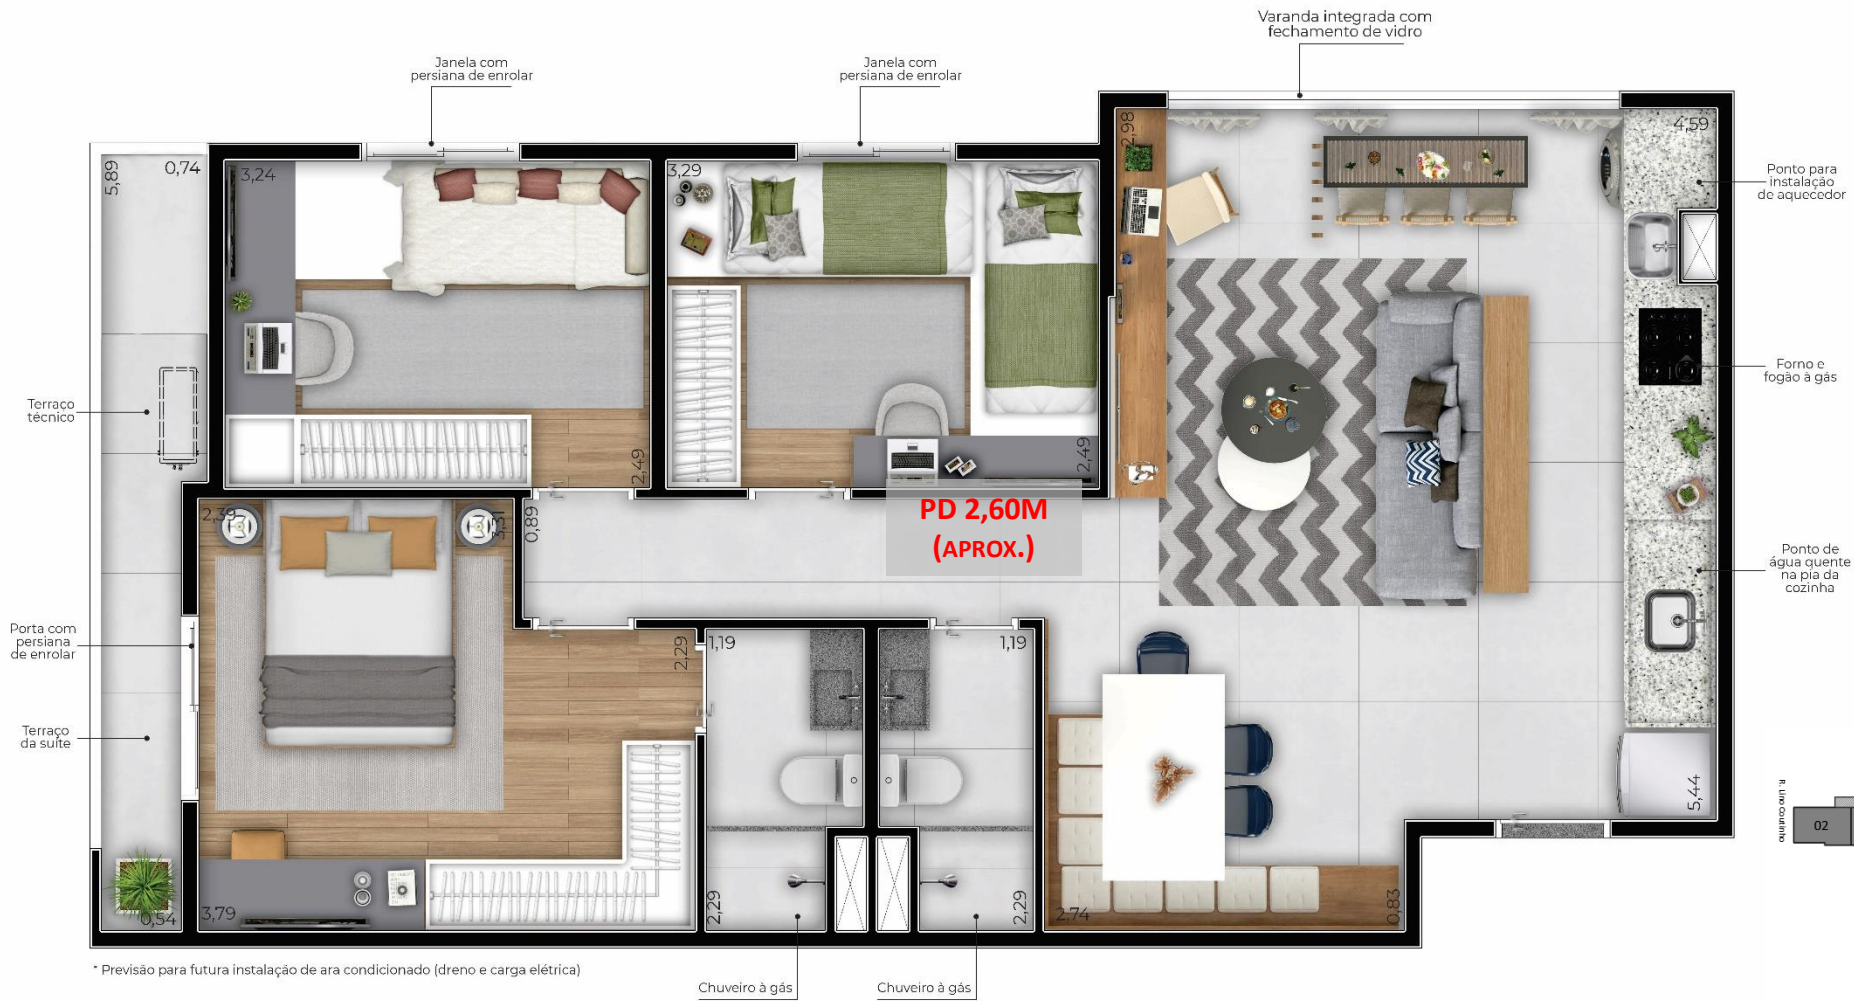 Varanda integrada com
fechamento de vidro
Janela com
persiana de enrolar
Janela com
persiana de enrolar
5,89
0,74
3,24
3,29
2,98
4,59
Ponto para
instalação
de aquecedor
Forno e
fogão à gás
Terraço
técnico
2,49
2,49
PD 2,60M
(APROX.)
2,39
3,31
0,89
Ponto de
água quente
na pia da
cozinha
Porta com
persiana
de enrolar
2,29
1,19
1,19
Terraço
da suíte
5,44
R. Lino Coutinho
02
0,54
3,79
2,29
2,29
2,74
0,83
* Previsão para futura instalação de ara condicionado (dreno e carga elétrica)
Chuveiro à gás
Chuveiro à gás